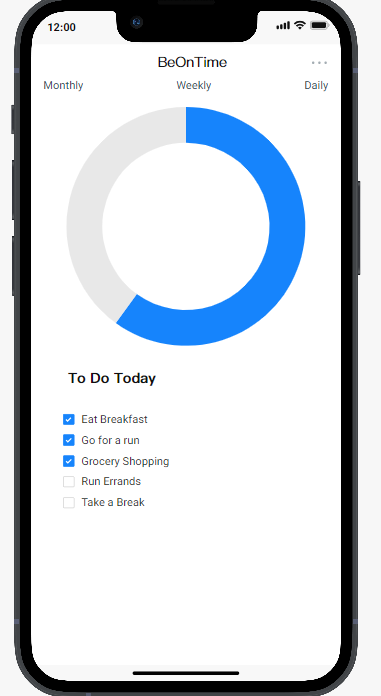 12:00
BeOnTime
Monthly Weekly Daily
To Do Today
Eat Breakfast
Go for a run
Grocery Shopping
Run Errands
Take a Break